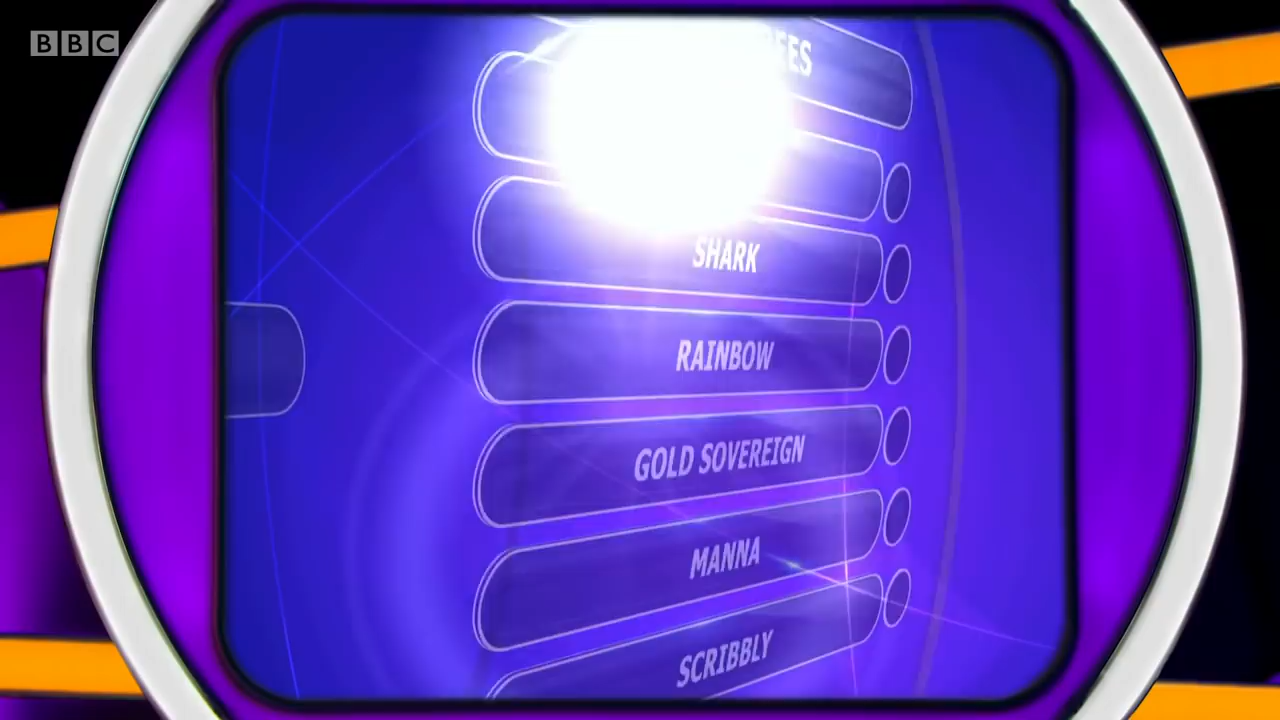 BBC
SHARK
RAINBOW
GOLD SOVEREIGN
MANNA
SCRIBBLY